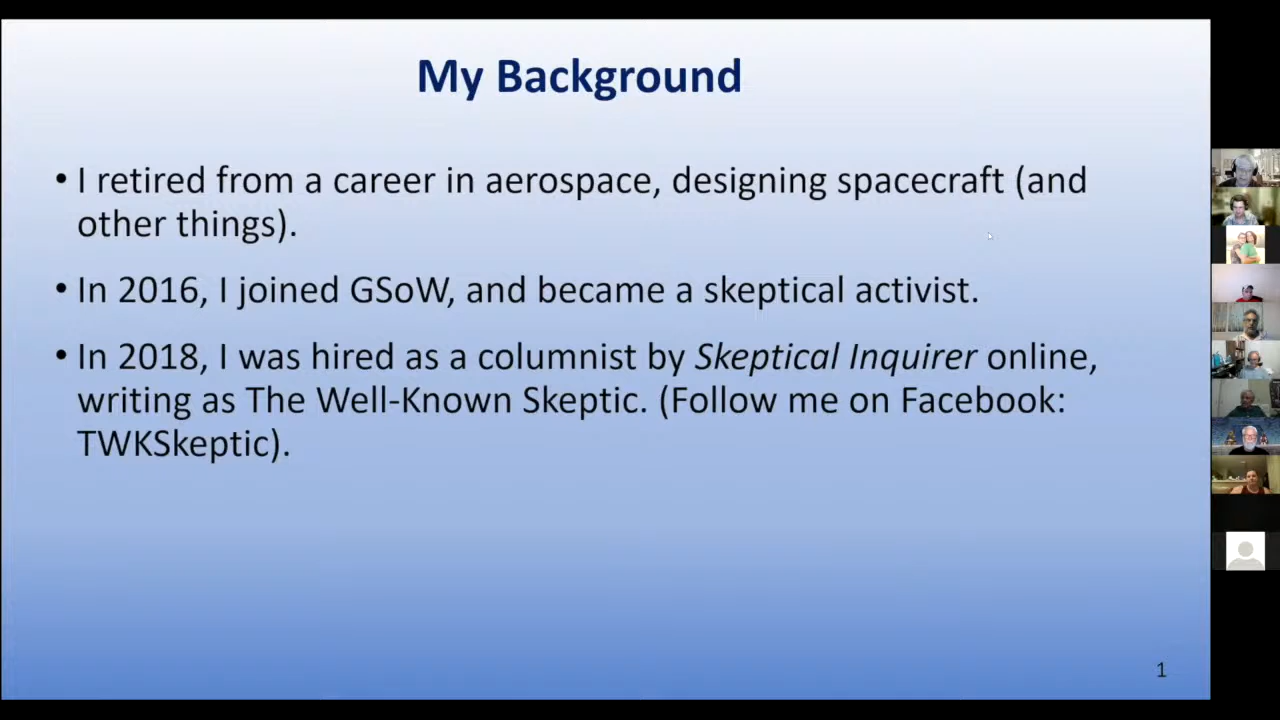 My Background
• I retired from a career in aerospace, designing spacecraft (and
other things).
• In 2016, I joined GSoW, and became a skeptical activist.
• In 2018, I was hired as a columnist by Skeptical Inquirer online,
writing as The Well-Known Skeptic. (Follow me on Facebook:
TWKSkeptic).
1